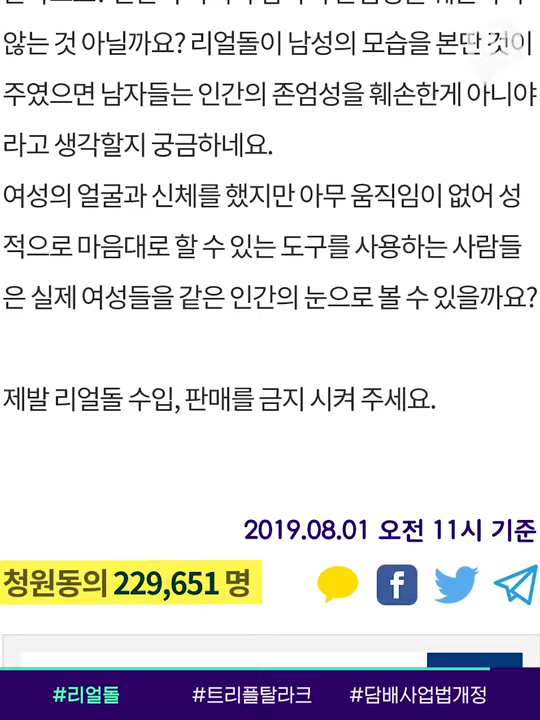 않는 것 아닐까요? 리얼돌이 남성의 모습을 본딴 것이
주였으면 남자들는 인간의 존엄성을 훼손한게 아니야
라고 생각할지 궁금하네요.
여성의 얼굴과 신체를 했지만 아무 움직임이 없어 성
적으로 마음대로 할 수 있는 도구를 사용하는 사람들
은 실제 여성들을 같은 인간의 눈으로 볼 수 있을까요?
제발 리얼돌 수입, 판매를 금지 시켜 주세요.
2019.08.01 오전 11시 기준
청원동의 229,651 명
#리얼돌 #트리플탈라크 #담배사업법개정